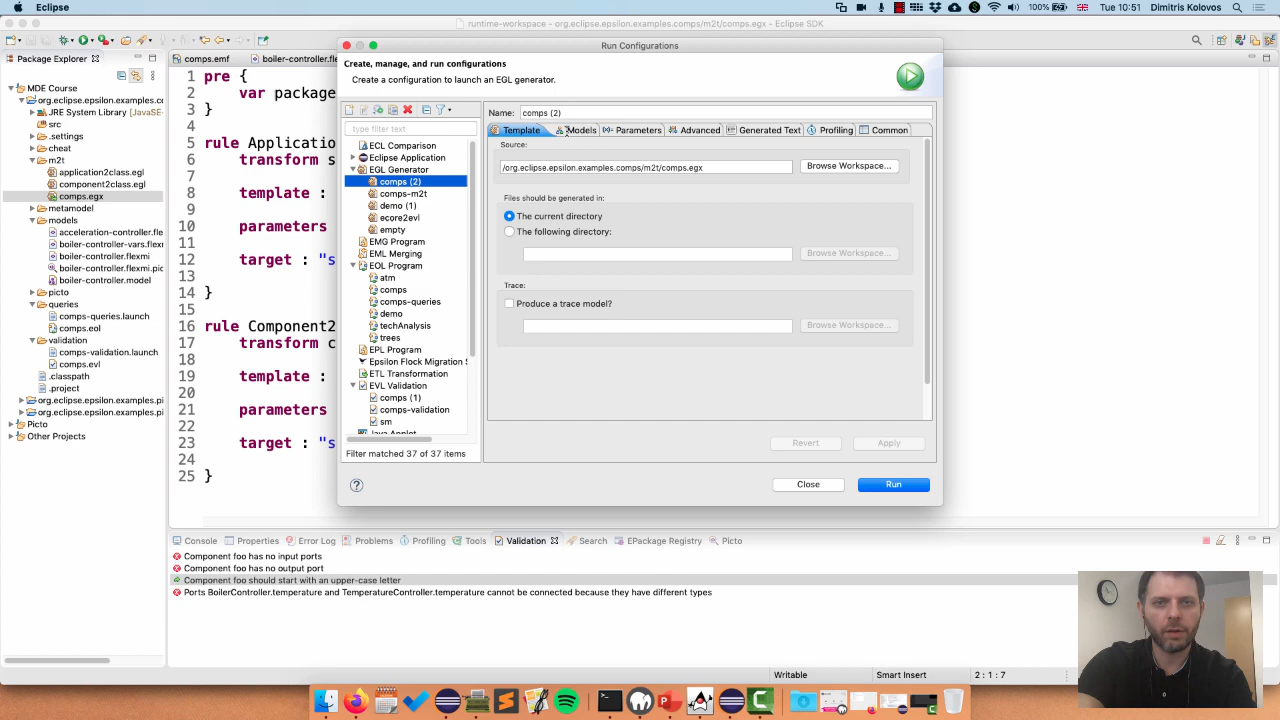 Eclipse
100%
Tue 10:51 Dimitris Kolovos
runtime-workspace - org.eclipse.epsilon.examples.comps/m2t/comps.egx - Eclipse SDK
Package Explorer
MDE Course
org.eclipse.epsilon.examples.co
JRE System Library [JavaSE-
src
.settings
cheat
m2t
application2class.egl
component2class.egl
comps.egx
metamodel
models
acceleration-controller.fle
boiler-controller-vars.flexm
boiler-controller.flexmi
boiler-controller.flexmi.pic
boiler-controller.model
picto
queries
comps-queries.launch
comps.eol
validation
comps-validation.launch
comps.evl
.classpath
.project
org.eclipse.epsilon.examples.pi
org.eclipse.epsilon.examples.pi
Picto
Other Projects
comps.emf
boiler-controller.fle
1 pre {
2 var package
3 }
4
5 rule Applicatio
6 transform s
7
8 template :
9
10 parameters
11
12 target : "s
13
14 }
15
16 rule Component2
17 transform c
18
19 template :
20
21 parameters
22
23 target : "s
24
25 }
Run Configurations
Create, manage, and run configurations
Create a configuration to launch an EGL generator.
type filter text
ECL Comparison
Eclipse Application
EGL Generator
comps (2)
comps-m2t
demo (1)
ecore2evl
empty
EMG Program
EML Merging
EOL Program
atm
comps
comps-queries
demo
techAnalysis
trees
EPL Program
Epsilon Flock Migration S
ETL Transformation
EVL Validation
comps (1)
comps-validation
sm
Java Applet
Filter matched 37 of 37 items
Name: comps (2)
Template Models Parameters Advanced Generated Text Profiling Common
Source:
/org.eclipse.epsilon.examples.comps/m2t/comps.egx Browse Workspace...
Files should be generated in:
The current directory
The following directory:
Browse Workspace...
Trace:
Produce a trace model?
Browse Workspace...
Revert Apply
? Close Run
Console Properties Error Log Problems Profiling Tools Validation Search EPackage Registry Picto
Component foo has no input ports
Component foo has no output port
Component foo should start with an upper-case letter
Ports BoilerController.temperature and TemperatureController.temperature cannot be connected because they have different types
Writable Smart Insert 2 : 1 : 7